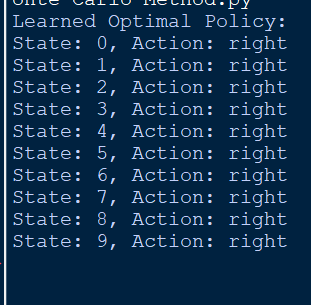 onte Carlo Method.py
Learned Optimal Policy:
State: 0, Action: right
State: 1, Action: right
State: 2, Action: right
State: 3, Action: right
State: 4, Action: right
State: 5, Action: right
State: 6, Action: right
State: 7, Action: right
State: 8, Action: right
State: 9, Action: right